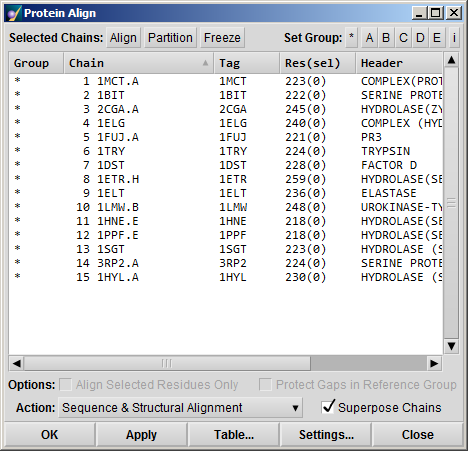 Protein Align
Selected Chains: Align Partition Freeze Set Group: * A B C D E i
Group Chain Tag Res(sel) Header
* 1 1MCT.A 1MCT 223(0) COMPLEX(PROT
* 2 1BIT 1BIT 222(0) SERINE PROTE
* 3 2CGA.A 2CGA 245(0) HYDROLASE(ZY
* 4 1ELG 1ELG 240(0) COMPLEX (HYD
* 5 1FUJ.A 1FUJ 221(0) PR3
* 6 1TRY 1TRY 224(0) TRYPSIN
* 7 1DST 1DST 228(0) FACTOR D
* 8 1ETR.H 1ETR 259(0) HYDROLASE(SE
* 9 1ELT 1ELT 236(0) ELASTASE
* 10 1LMW.B 1LMW 248(0) UROKINASE-TY
* 11 1HNE.E 1HNE 218(0) HYDROLASE(SE
* 12 1PPF.E 1PPF 218(0) HYDROLASE(SE
* 13 1SGT 1SGT 223(0) HYDROLASE (S
* 14 3RP2.A 3RP2 224(0) SERINE PROTE
* 15 1HYL.A 1HYL 230(0) HYDROLASE (S
Options: Align Selected Residues Only Protect Gaps in Reference Group
Action: Sequence & Structural Alignment Superpose Chains
OK Apply Table... Settings... Close